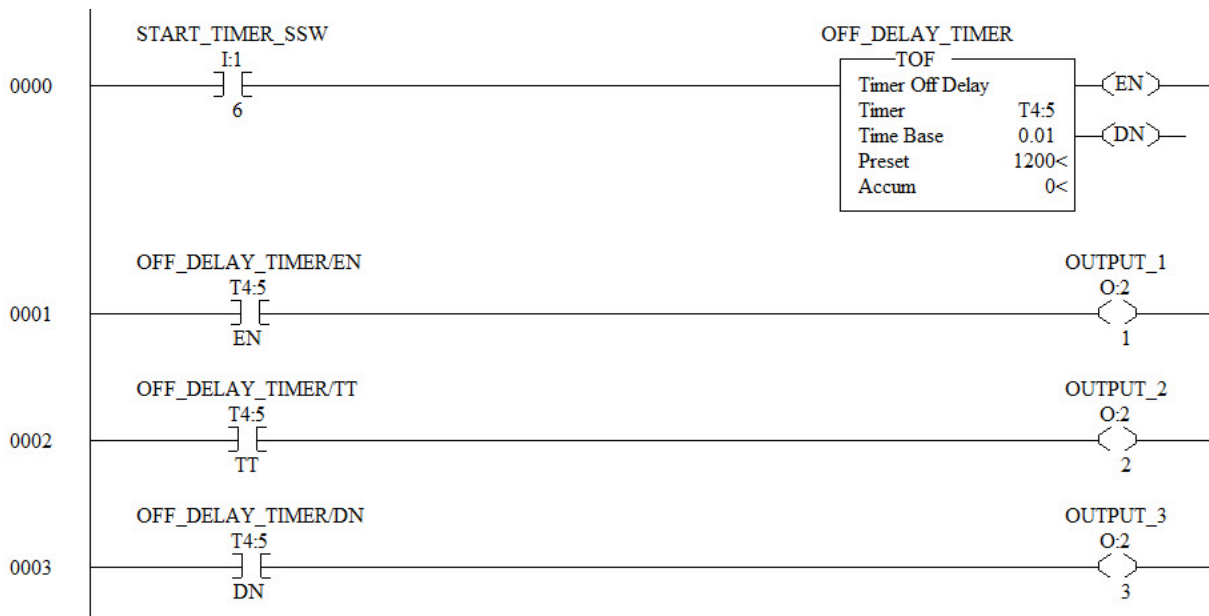 START_TIMER_SSW
I:1
0000
6
OFF_DELAY_TIMER
TOF
Timer Off Delay
Timer T4:5
Time Base 0.01
Preset 1200<
Accum 0<
EN
DN
OFF_DELAY_TIMER/EN
T4:5
0001
EN
OUTPUT_1
O:2
1
OFF_DELAY_TIMER/TT
T4:5
0002
TT
OUTPUT_2
O:2
2
OFF_DELAY_TIMER/DN
T4:5
0003
DN
OUTPUT_3
O:2
3